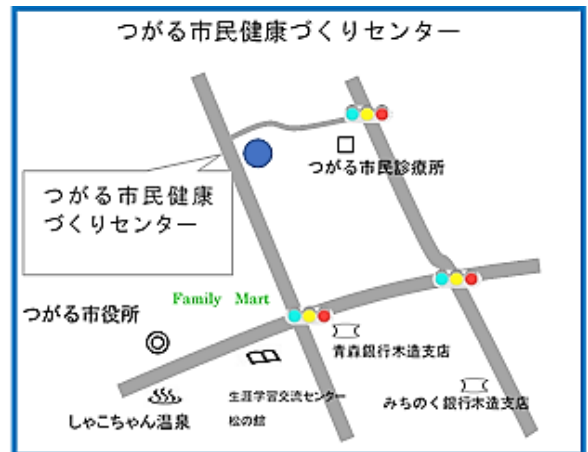 つがる市民健康づくりセンター
つがる市民診療所
つがる市民健康
づくりセンター
Family Mart
つがる市役所
青森銀行木造支店
生涯学習交流センター
松の館
しゃこちゃん温泉
みちのく銀行木造支店